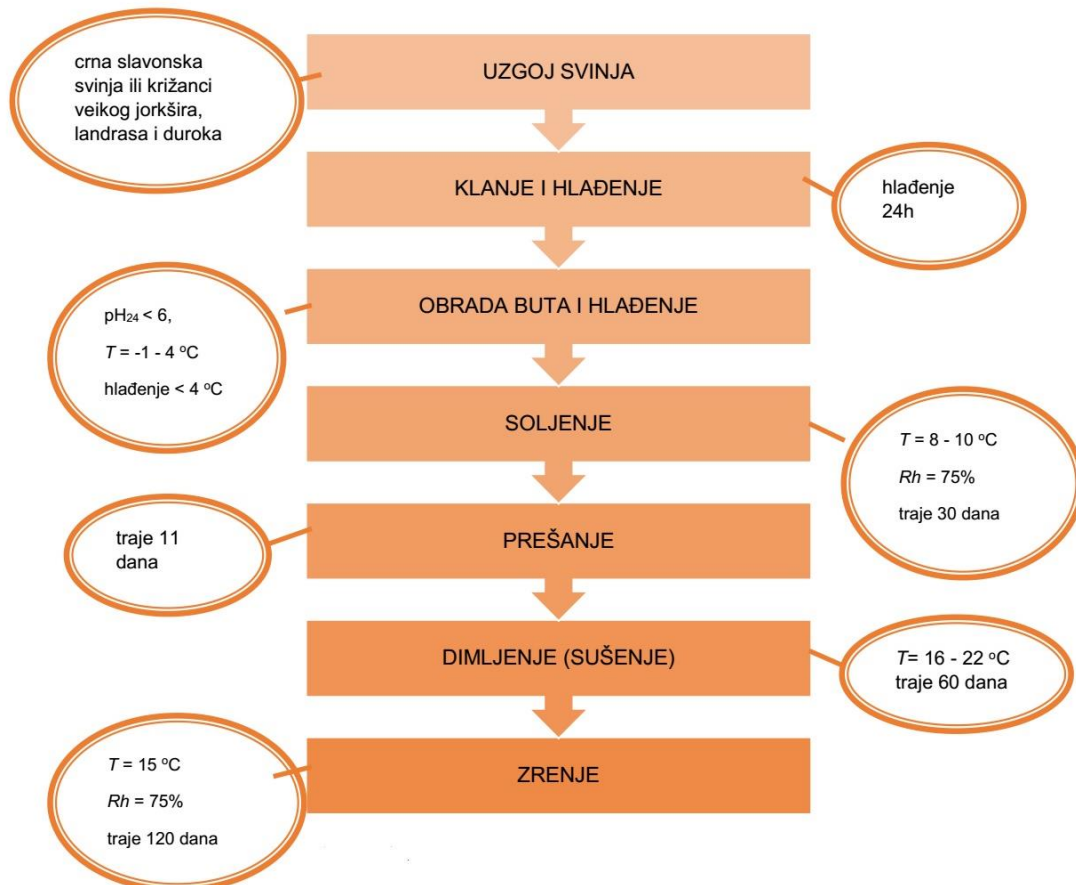 crna slavonska
svinja ili križanci
veikog jorkšira,
landrasa i duroka
UZGOJ SVINJA
KLANJE I HLAĐENJE
hlađenje
24h
pH₂₄ < 6,
T = -1 - 4 ºC
hlađenje < 4 ºC
OBRADA BUTA I HLAĐENJE
SOLJENJE
T = 8 - 10 ºC
Rh = 75%
traje 30 dana
traje 11
dana
PREŠANJE
DIMLJENJE (SUŠENJE)
T= 16 - 22 ºC
traje 60 dana
T = 15 ºC
Rh = 75%
traje 120 dana
ZRENJE